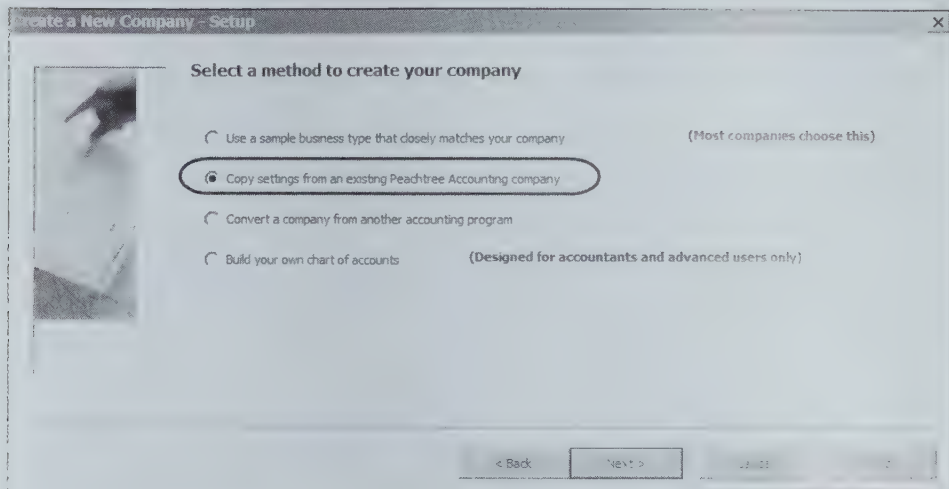 Create a New Company - Setup
Select a method to create your company
Use a sample business type that closely matches your company (Most companies choose this)
Copy settings from an existing Peachtree Accounting company
Convert a company from another accounting program
Build your own chart of accounts (Designed for accountants and advanced users only)
< Back Next >